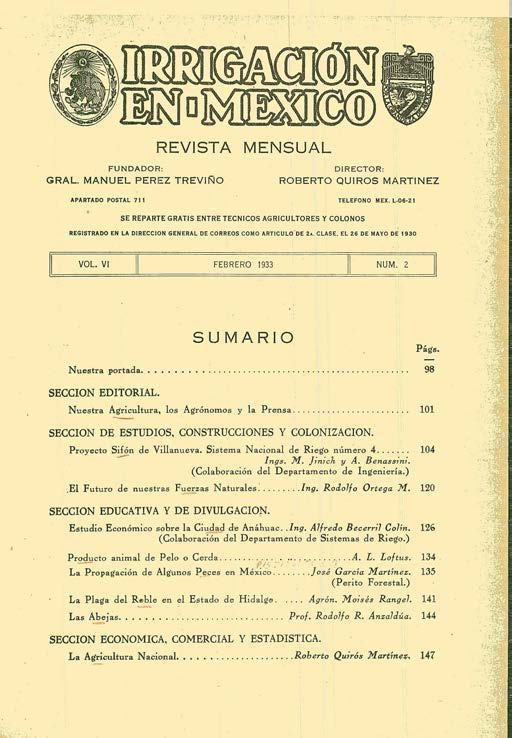 IRRIGACIÓN
EN-MEXICO
REVISTA MENSUAL
FUNDADOR:
GRAL. MANUEL PEREZ TREVIÑO
DIRECTOR:
ROBERTO QUIROS MARTINEZ
APARTADO POSTAL 711
TELEFONO MEX. L-06-21
SE REPARTE GRATIS ENTRE TECNICOS AGRICULTORES Y COLONOS
REGISTRADO EN LA DIRECCION GENERAL DE CORREOS COMO ARTICULO DE 2a. CLASE, EL 26 DE MAYO DE 1930
VOL. VI FEBRERO 1933 NUM. 2
SUMARIO
Págs.
Nuestra portada. . . . . . . . . . . . . . . . . . . . 98
SECCION EDITORIAL.
Nuestra Agricultura, los Agrónomos y la Prensa. . . . . . . . . . 101
SECCION DE ESTUDIOS, CONSTRUCCIONES Y COLONIZACION.
Proyecto Sifón de Villanueva. Sistema Nacional de Riego número 4....... 104
Ings. M. Jinich y A. Benassini.
(Colaboración del Departamento de Ingeniería.)
El Futuro de nuestras Fuerzas Naturales........Ing. Rodolfo Ortega M. 120
SECCION EDUCATIVA Y DE DIVULGACION.
Estudio Económico sobre la Ciudad de Anáhuac..Ing. Alfredo Becerril Colín. 126
(Colaboración del Departamento de Sistemas de Riego.)
Producto animal de Pelo o Cerda. . . . . . . . . . A. L. Loftus. 134
La Propagación de Algunos Peces en México.......José García Martínez. 135
(Perito Forestal.)
La Plaga del Reble en el Estado de Hidalgo. .... Agrón. Moisés Rangel. 141
Las Abejas. . . . . . . . . . Prof. Rodolfo R. Anzaldúa. 144
SECCION ECONOMICA, COMERCIAL Y ESTADISTICA.
La Agricultura Nacional. . . . . . . . . . Roberto Quirós Martínez. 147